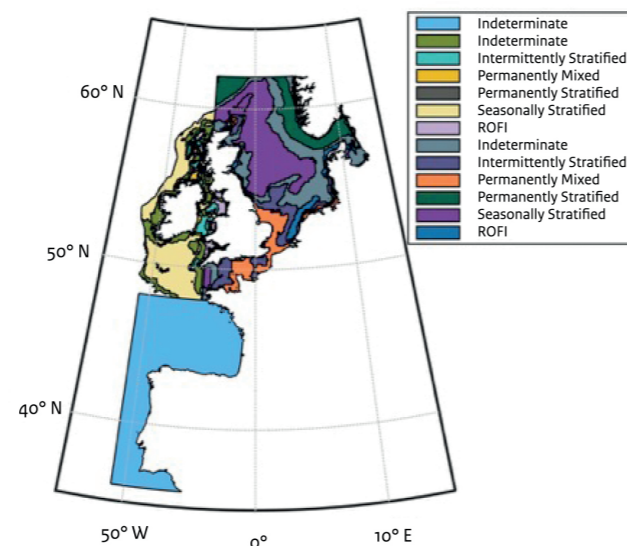 Indeterminate
Indeterminate
Intermittently Stratified
Permanently Mixed
Permanently Stratified
Seasonally Stratified
ROFI
Indeterminate
Intermittently Stratified
Permanently Mixed
Permanently Stratified
Seasonally Stratified
ROFI
60° N
50° N
40° N
50° W
0°
10° E